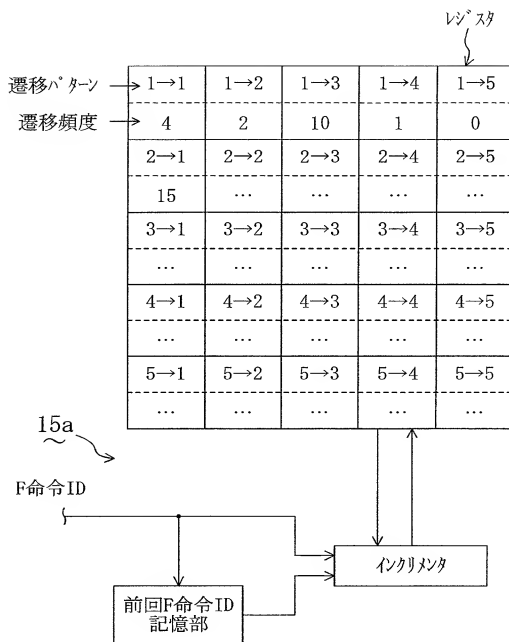 レジスタ
遷移パターン
1→1 1→2 1→3 1→4 1→5
遷移頻度
4 2 10 1 0
2→1 2→2 2→3 2→4 2→5
15 … … … …
3→1 3→2 3→3 3→4 3→5
… … … … …
4→1 4→2 4→3 4→4 4→5
… … … … …
5→1 5→2 5→3 5→4 5→5
… … … … …
15a
F命令ID
インクリメンタ
前回F命令ID
記憶部